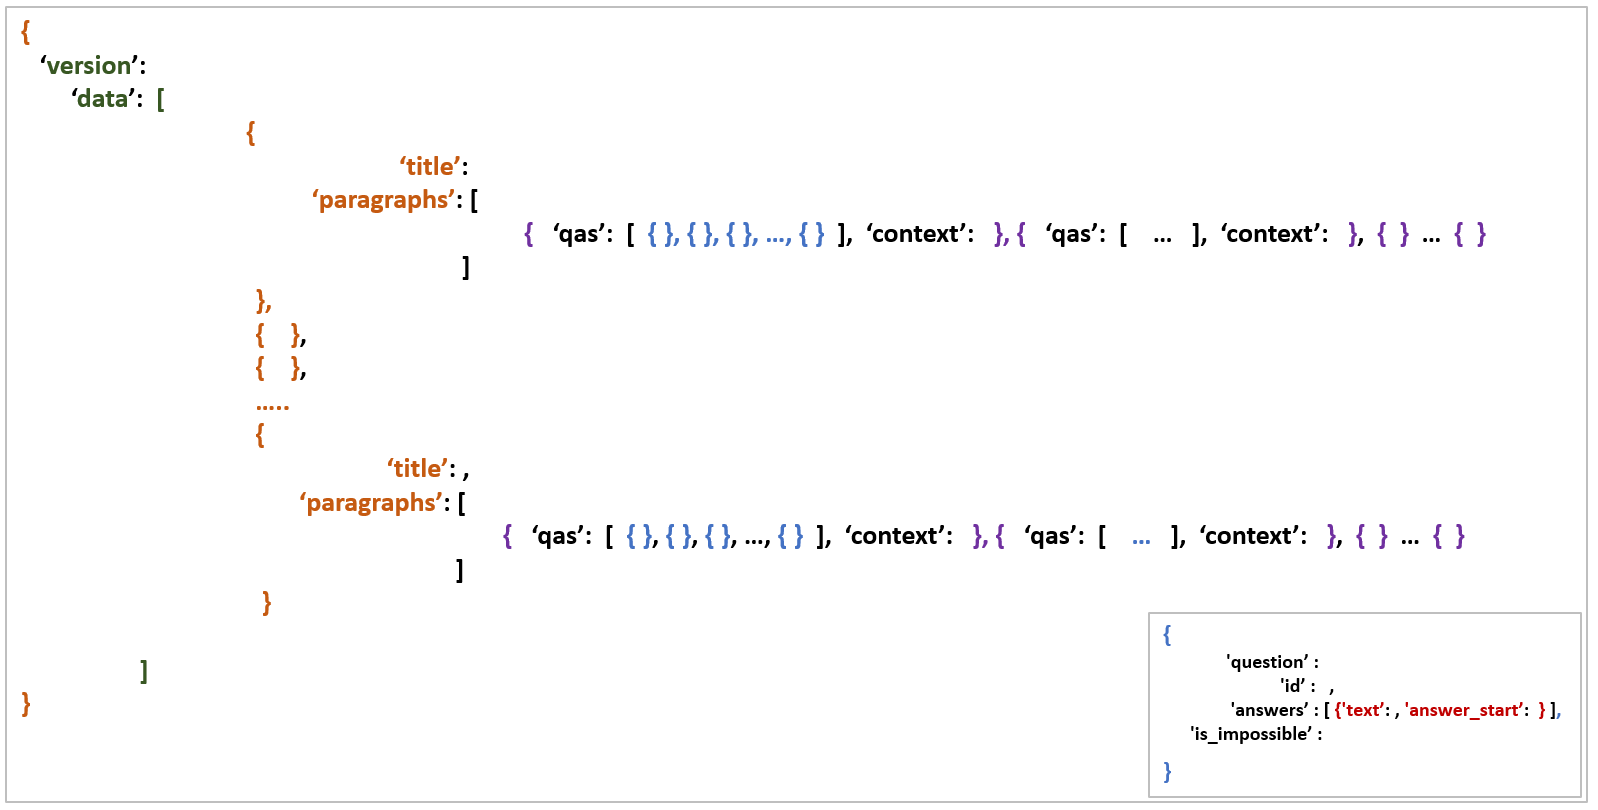 {
‘version’:
‘data’: [
{
‘title’:
‘paragraphs’: [
{ ‘qas’: [ { }, { }, { }, …, { } ], ‘context’: }, { ‘qas’: [ … ], ‘context’: }, { } … { }
]
},
{ },
{ },
…..
{
‘title’: ,
‘paragraphs’: [
{ ‘qas’: [ { }, { }, { }, …, { } ], ‘context’: }, { ‘qas’: [ … ], ‘context’: }, { } … { }
]
}
]
}
{
'question’ :
'id’ : ,
'answers’ : [ {'text’: , 'answer_start’: } ],
'is_impossible’ :
}